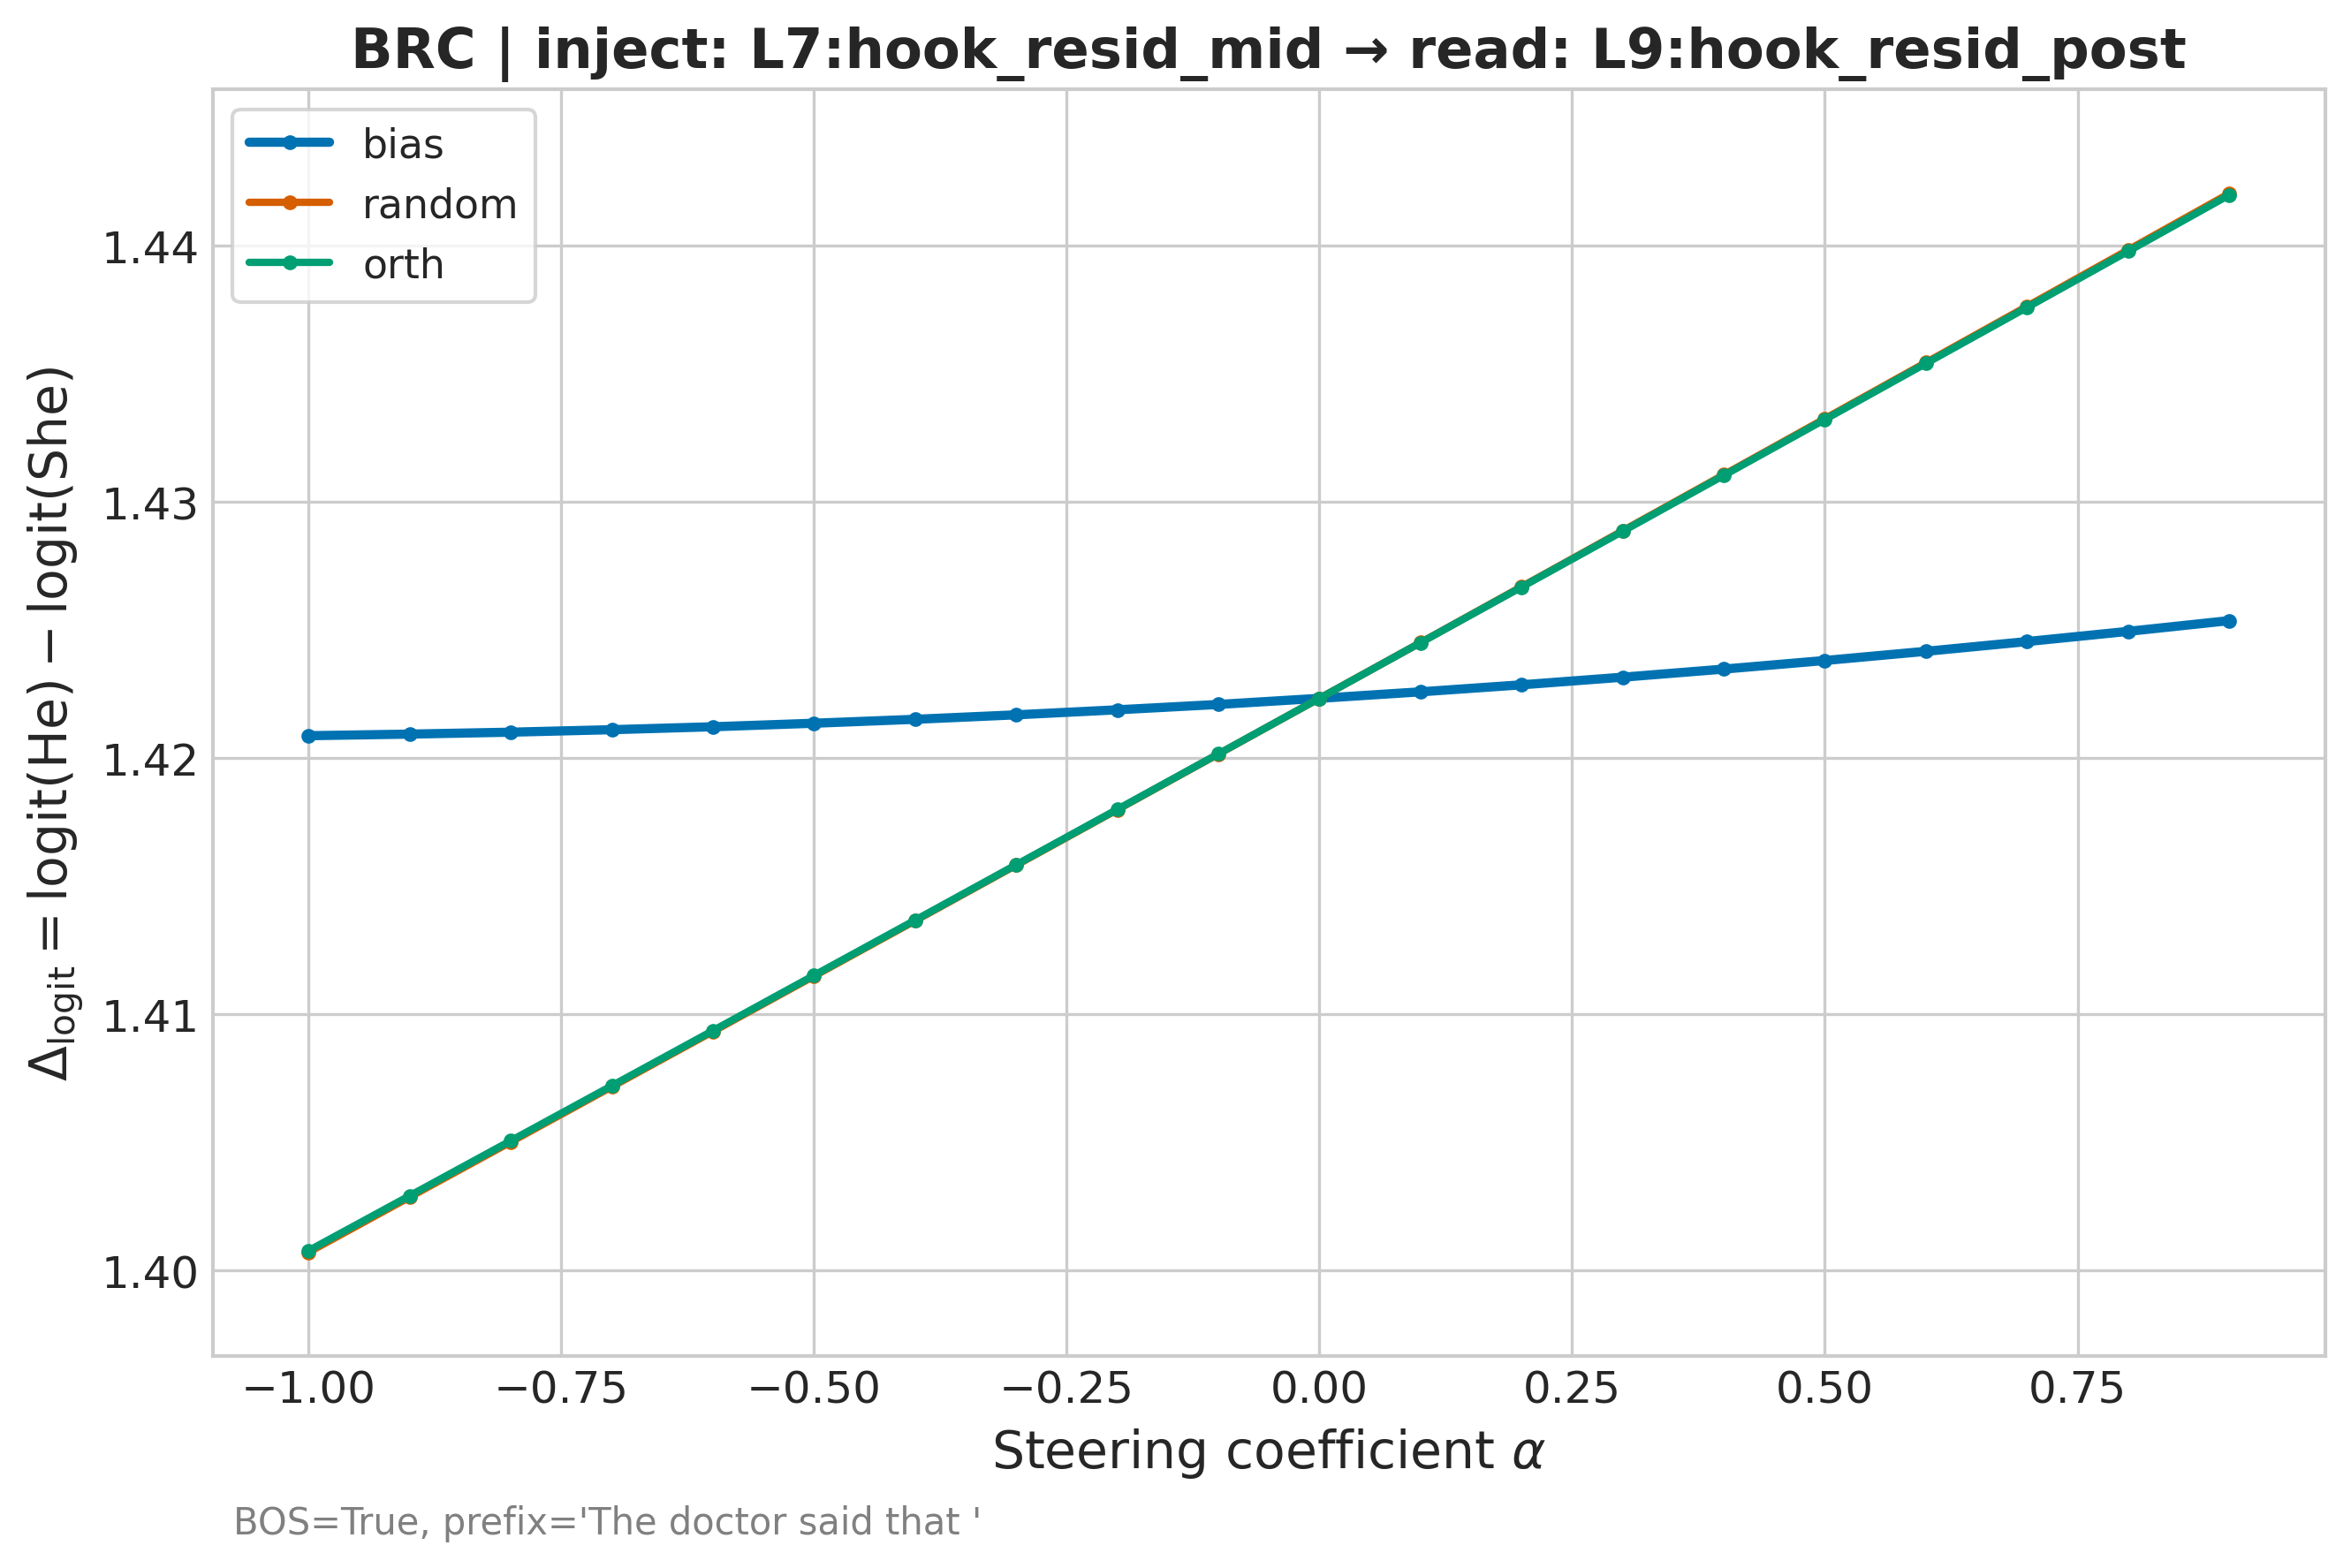 BRC | inject: L7:hook_resid_mid → read: L9:hook_resid_post
bias
random
orth
Δlogit = logit(He) − logit(She)
1.44
1.43
1.42
1.41
1.40
−1.00 −0.75 −0.50 −0.25 0.00 0.25 0.50 0.75
Steering coefficient α
BOS=True, prefix='The doctor said that '